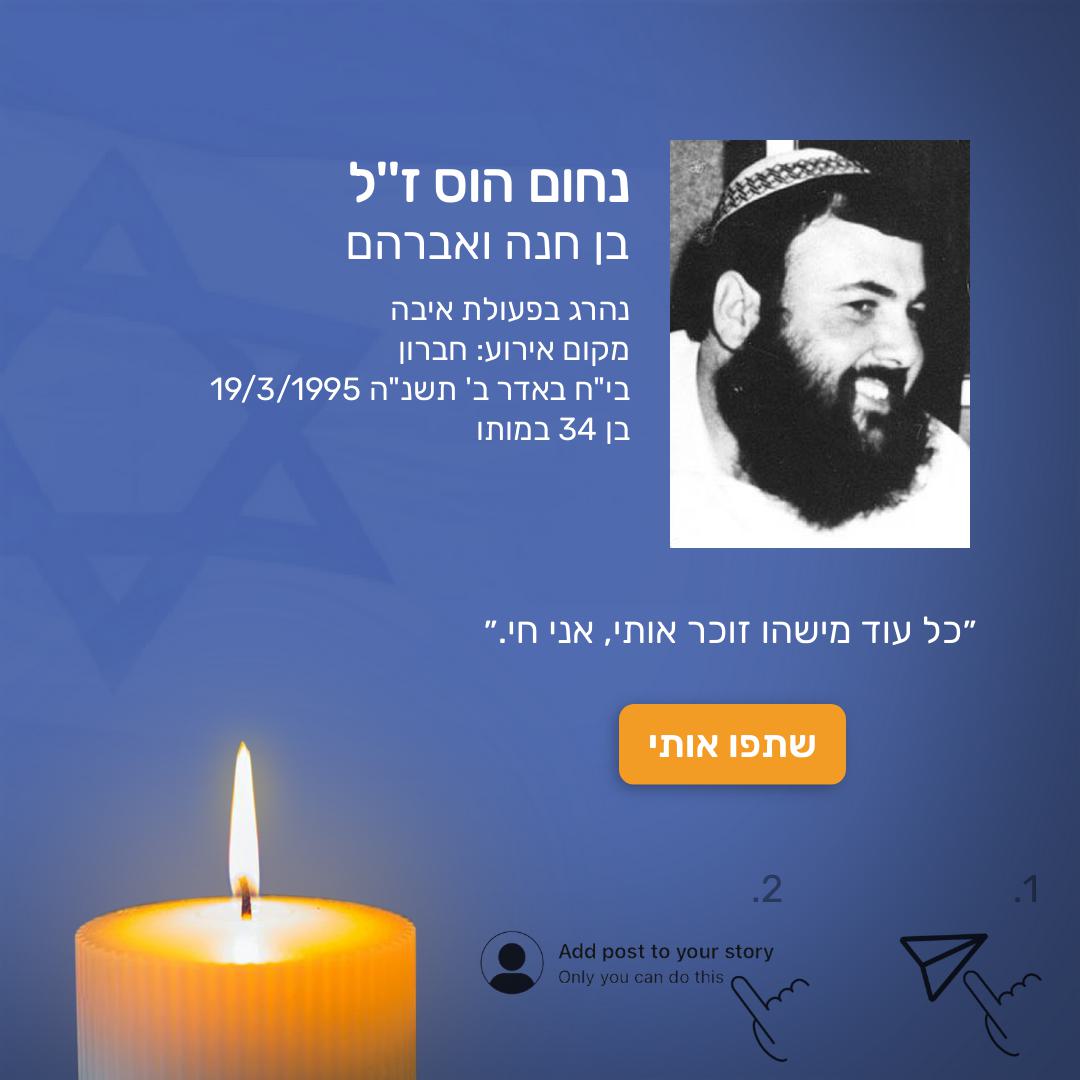 נחום הוס ז"ל
בן חנה ואברהם
נהרג בפעולת איבה
מקום אירוע: חברון
בי"ח באדר ב' תשנ"ה 19/3/1995
בן 34 במותו
"כל עוד מישהו זוכר אותי, אני חי."
שתפו אותי
1.
2.
Add post to your story
Only you can do this